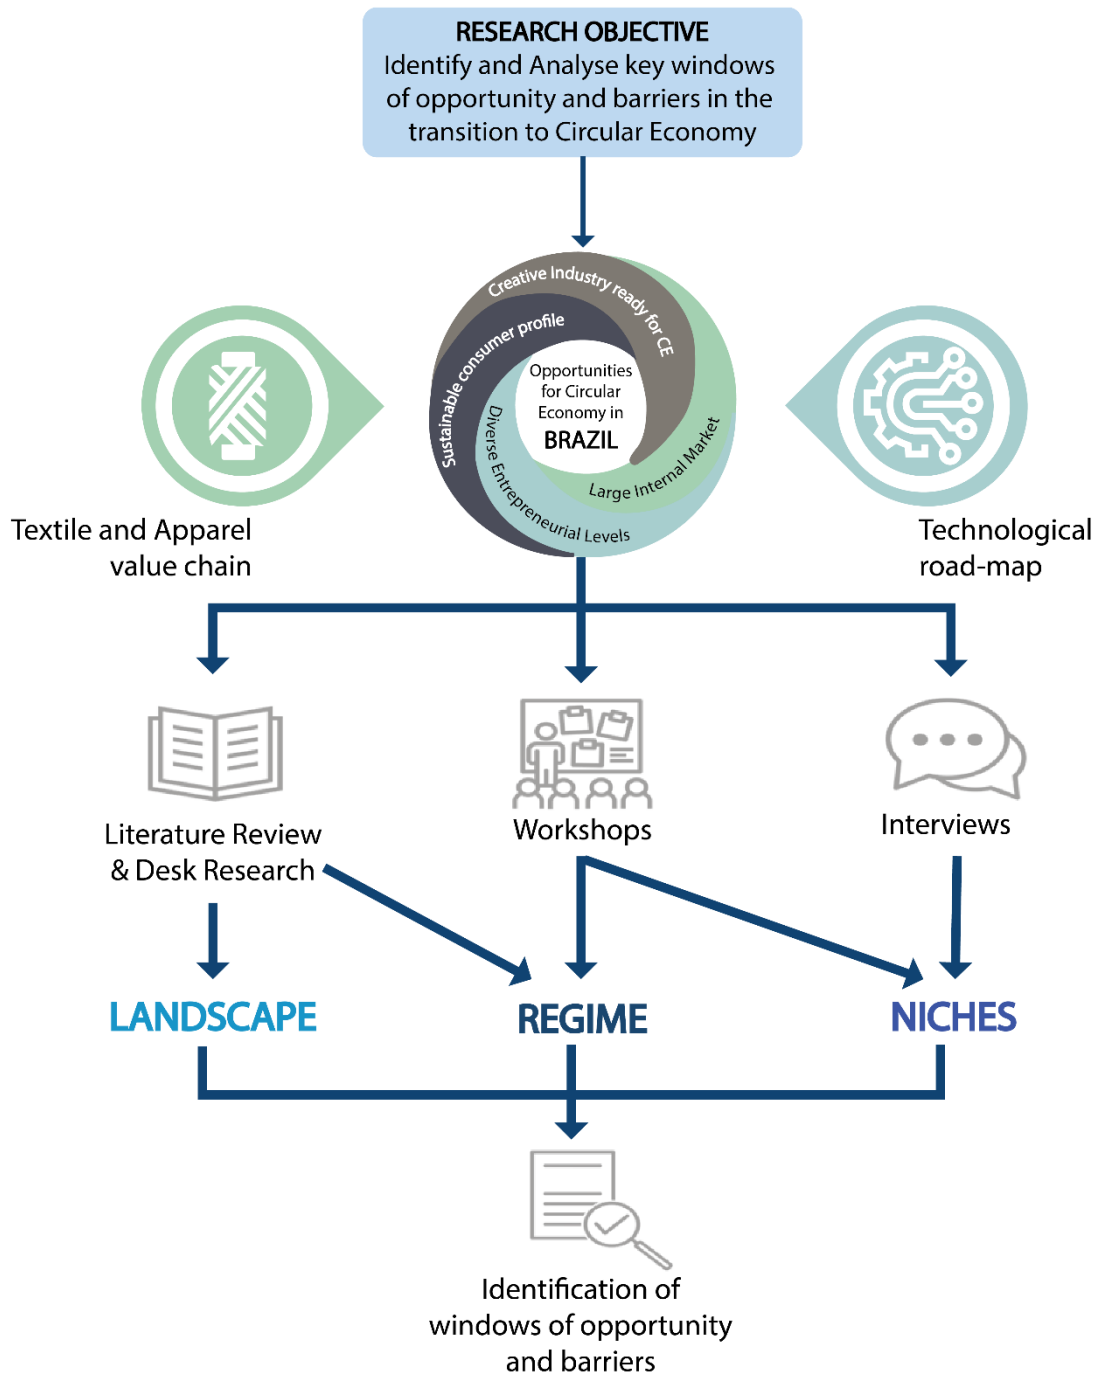 RESEARCH OBJECTIVE
Identify and Analyse key windows
of opportunity and barriers in the
transition to Circular Economy
Creative Industry ready for CE
Sustainable consumer profile
Opportunities
for Circular
Economy in
BRAZIL
Diverse Entrepreneurial Levels
Large Internal Market
Textile and Apparel
value chain
Technological
road-map
Literature Review
& Desk Research
Workshops
Interviews
LANDSCAPE
REGIME
NICHES
Identification of
windows of opportunity
and barriers